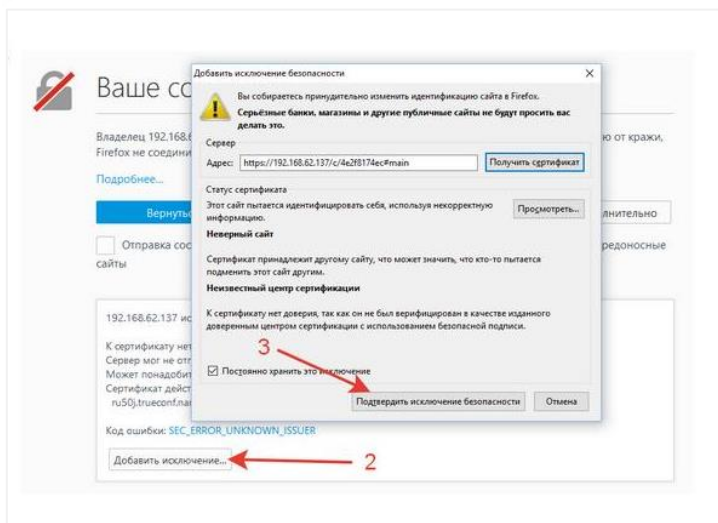 Добавить исключение безопасности
Ваше со
Вы собираетесь принудительно изменить идентификацию сайта в Firefox.
Серьёзные банки, магазины и другие публичные сайты не будут просить вас
делать это.
Владелец 192.168.6
ю от кражи,
Firefox не соедини
Сервер
Адрес: https://192.168.62.137/c/4e2f8174ec#main
Получить сертификат
Подробнее...
Статус сертификата
Этот сайт пытается идентифицировать себя, используя некорректную
информацию.
Просмотреть...
Вернутьс
лнительно
Неверный сайт
Отправка соо
редоносные
сайты
Сертификат принадлежит другому сайту, что может значить, что кто-то пытается
подменить этот сайт другим.
Неизвестный центр сертификации
К сертификату нет доверия, так как он не был верифицирован в качестве изданного
доверенным центром сертификации с использованием безопасной подписи.
192.168.62.137 ис
К сертификату нет
Сервер мог не отп
Может понадобит
Сертификат дейст
ru50j.trueconf.na
3
Постоянно хранить это исключение
Подтвердить исключение безопасности
Отмена
Код ошибки: SEC_ERROR_UNKNOWN_ISSUER
Добавить исключение...
2